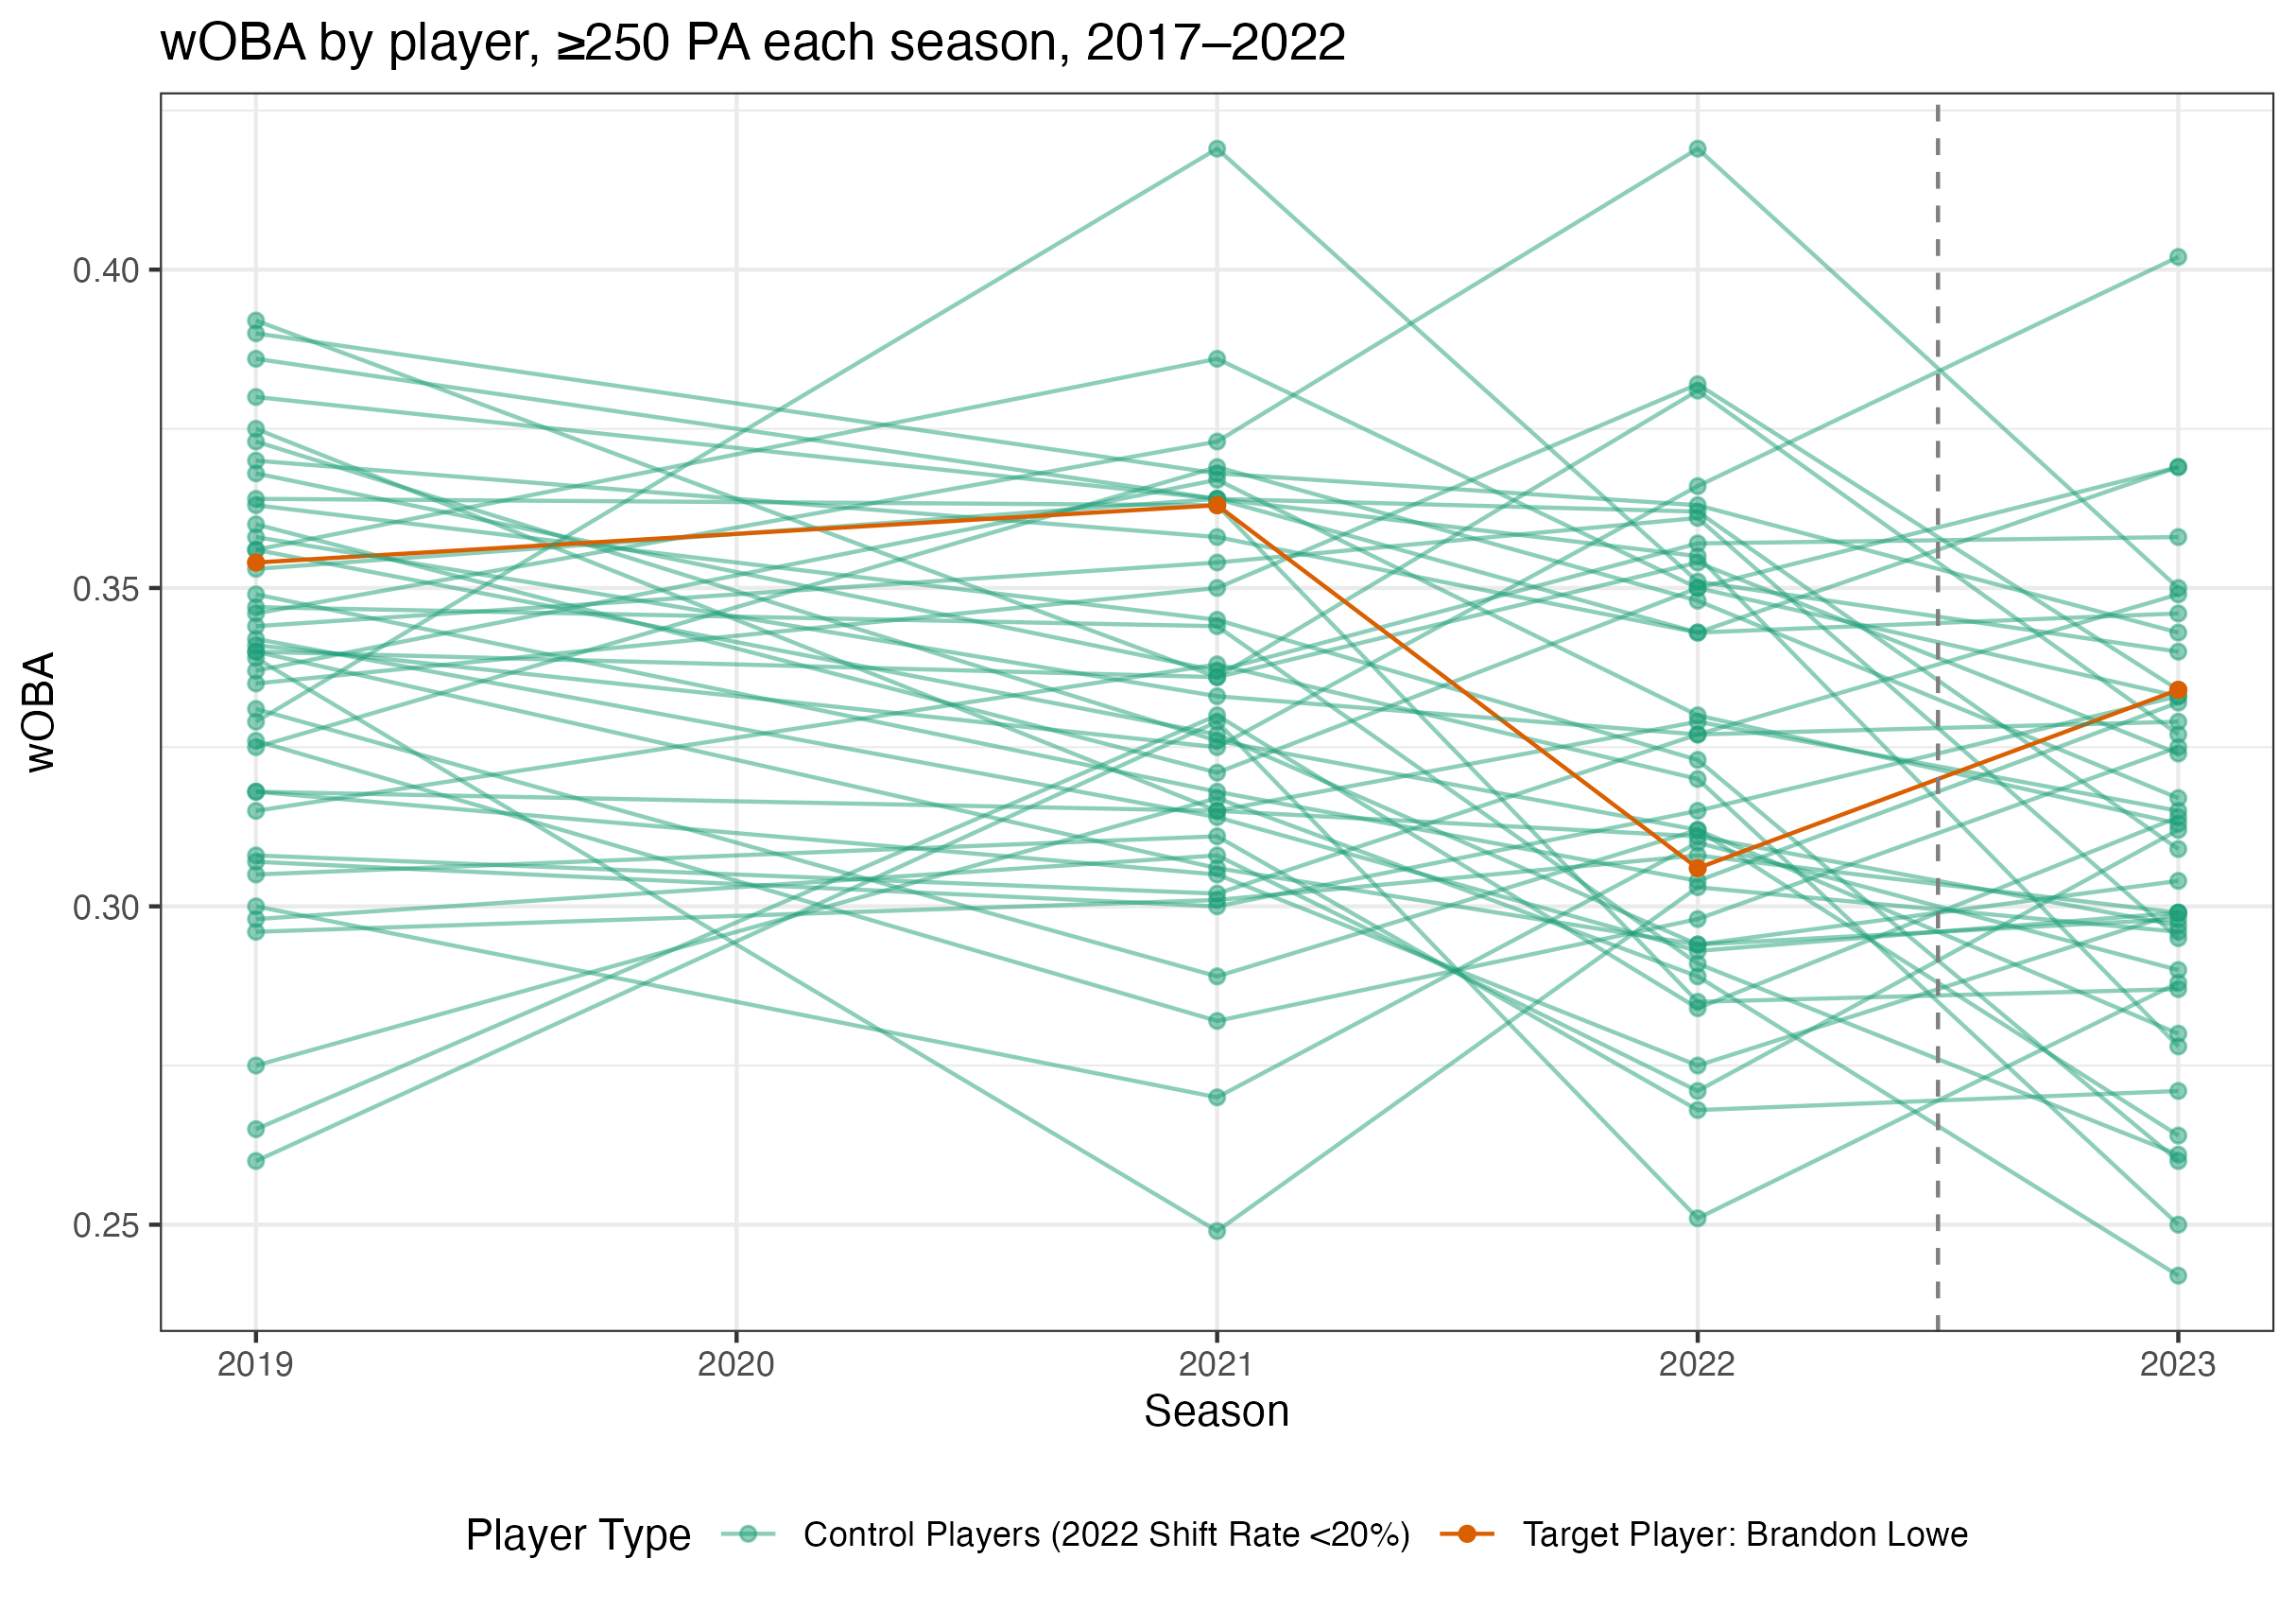 wOBA by player, ≥250 PA each season, 2017–2022
0.40
0.35
0.30
0.25
wOBA
2019 2020 2021 2022 2023
Season
Player Type Control Players (2022 Shift Rate <20%) Target Player: Brandon Lowe